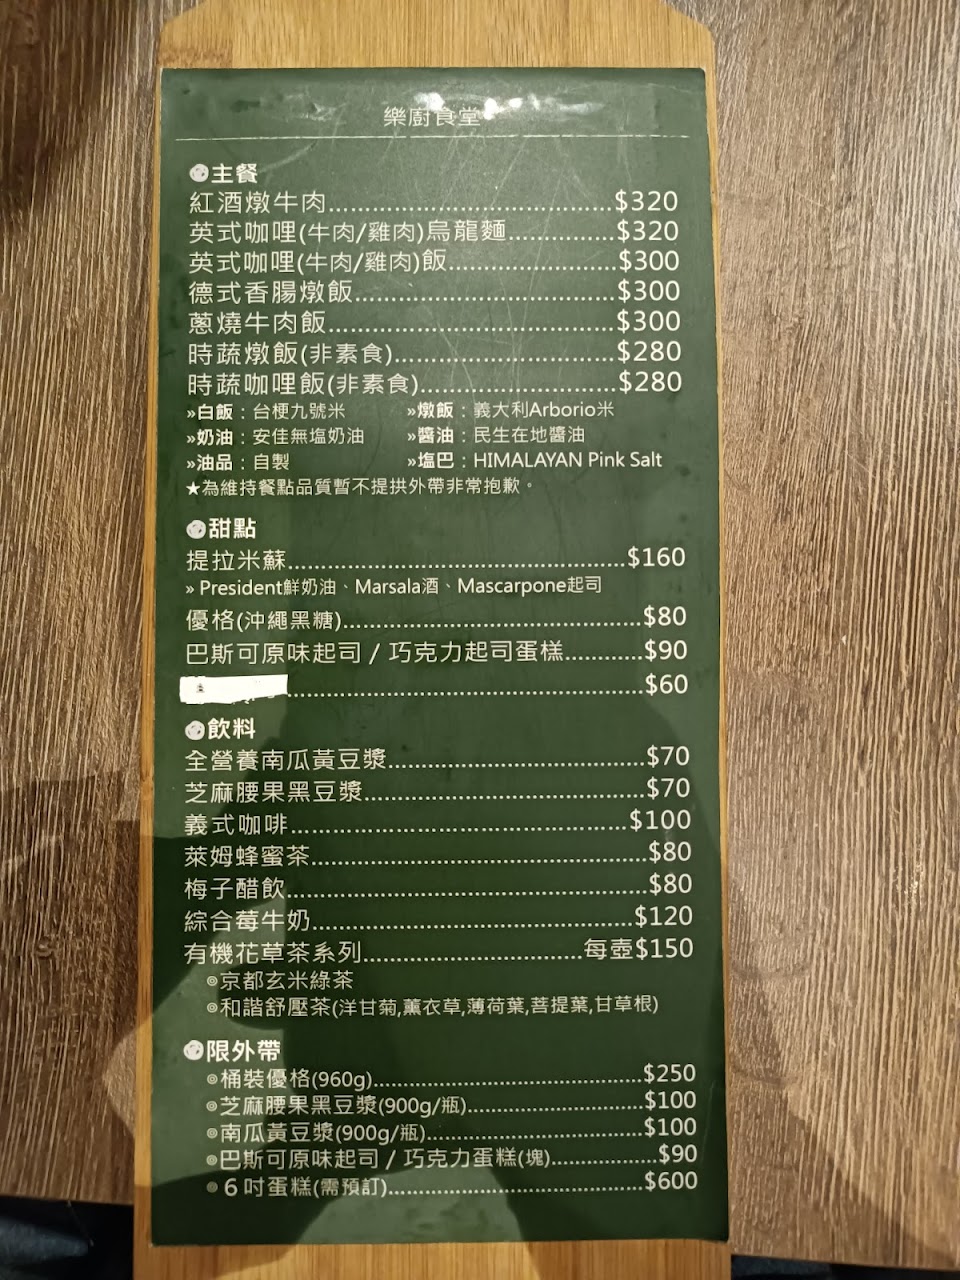 樂廚食堂
主餐
紅酒燉牛肉......................................$320
英式咖哩(牛肉/雞肉)烏龍麵..............$320
英式咖哩(牛肉/雞肉)飯......................$300
德式香腸燉飯..................................$300
蔥燒牛肉飯......................................$300
時蔬燉飯(非素食).............................$280
時蔬咖哩飯(非素食)..........................$280
»白飯：台梗九號米 »燉飯：義大利Arborio米
»奶油：安佳無塩奶油 »醬油：民生在地醬油
»油品：自製 »塩巴：HIMALAYAN Pink Salt
★為維持餐點品質暫不提拱外帶非常抱歉。
甜點
提拉米蘇............................................$160
» President鮮奶油、Marsala酒、Mascarpone起司
優格(沖繩黑糖).......................................$80
巴斯可原味起司 / 巧克力起司蛋糕...........$90
..............................................$60
飲料
全營養南瓜黃豆漿..................................$70
芝麻腰果黑豆漿.....................................$70
義式咖啡............................................$100
萊姆蜂蜜茶............................................$80
梅子醋飲................................................$80
綜合莓牛奶..........................................$120
有機花草茶系列.............................每壺$150
◎京都玄米綠茶
◎和諧舒壓茶(洋甘菊,薰衣草,薄荷葉,菩提葉,甘草根)
限外帶
◎桶裝優格(960g)........................................$250
◎芝麻腰果黑豆漿(900g/瓶)..........................$100
◎南瓜黃豆漿(900g/瓶)................................$100
◎巴斯可原味起司 / 巧克力蛋糕(塊)................$90
◎6吋蛋糕(需預訂)......................................$600